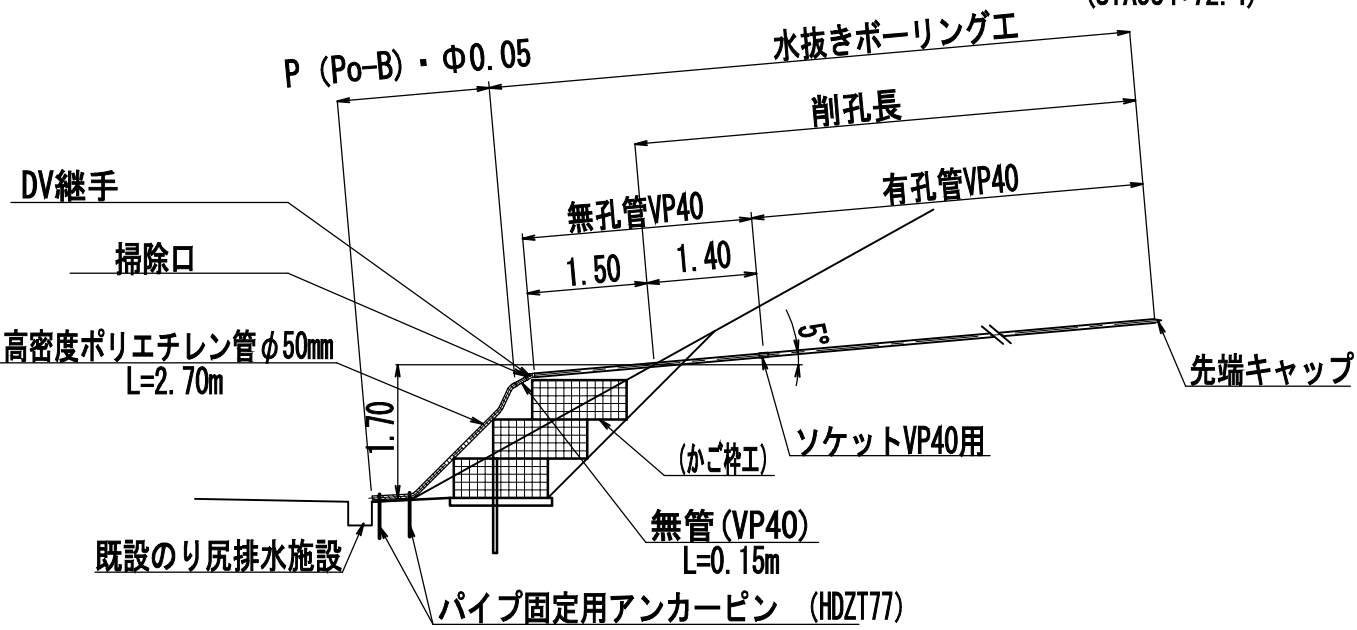 水抜きボーリング工
P (Po-B)・Φ0.05
削孔長
DV継手
有孔管VP40
無孔管VP40
掃除口
1.50
1.40
5°
高密度ポリエチレン管φ50mm
L=2.70m
先端キャップ
1.70
ソケットVP40用
(かご枠工)
無管(VP40)
L=0.15m
既設のり尻排水施設
パイプ固定用アンカーピン (HDZT77)